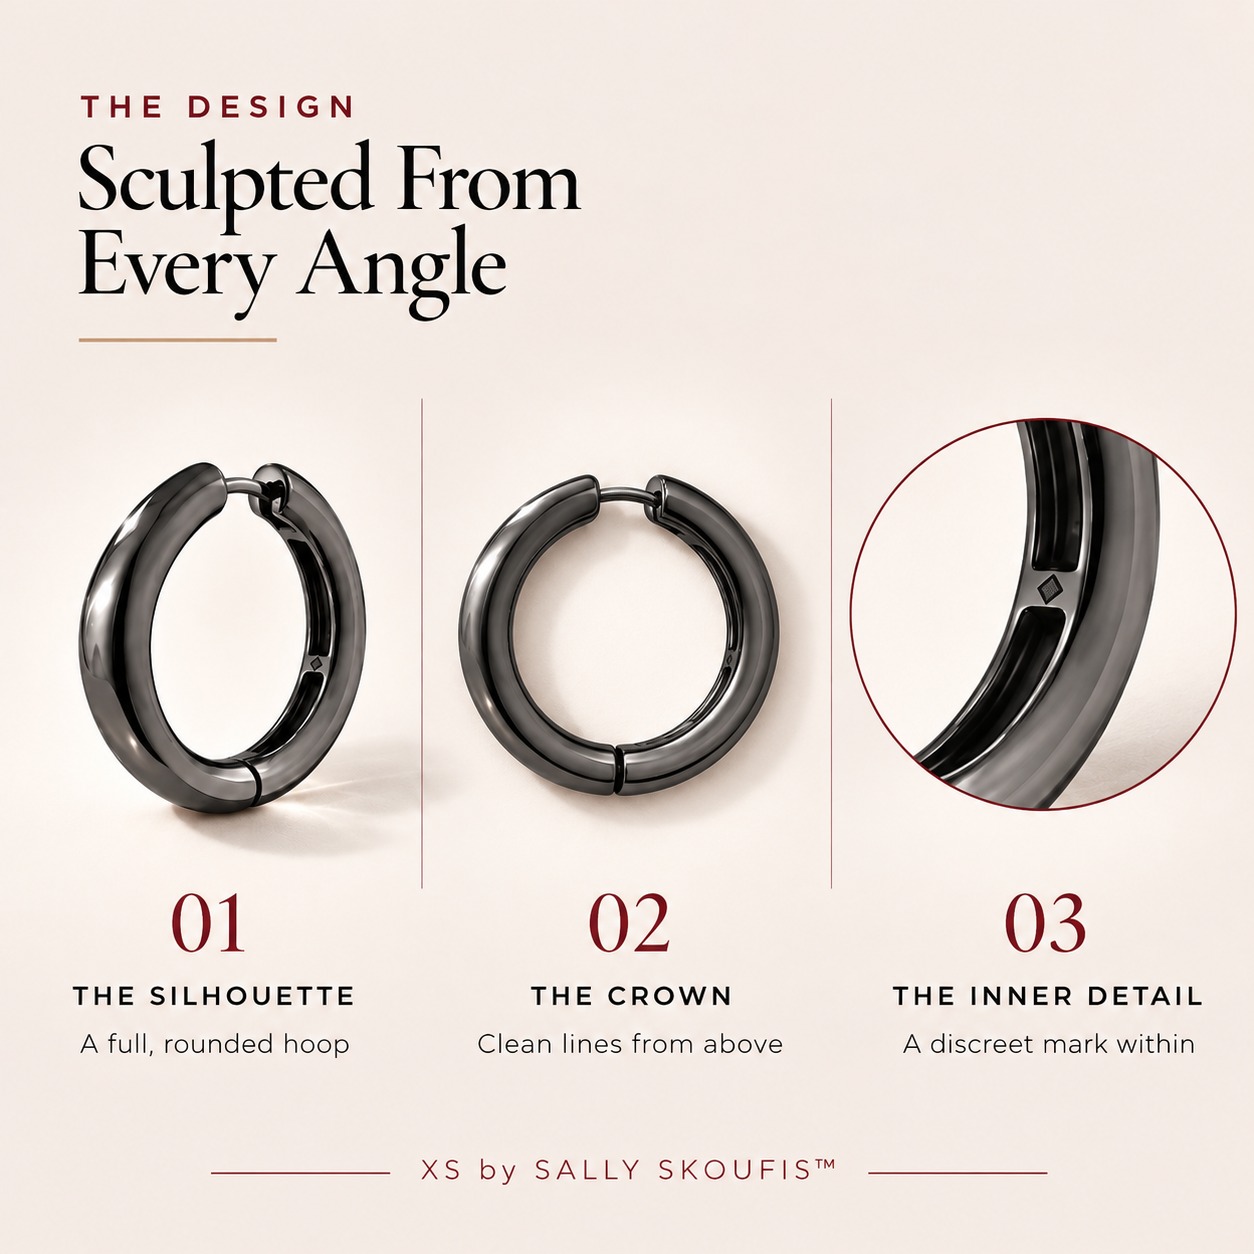 THE DESIGN
Sculpted From
Every Angle
01
THE SILHOUETTE
A full, rounded hoop
02
THE CROWN
Clean lines from above
03
THE INNER DETAIL
A discreet mark within
XS by SALLY SKOUFIS™